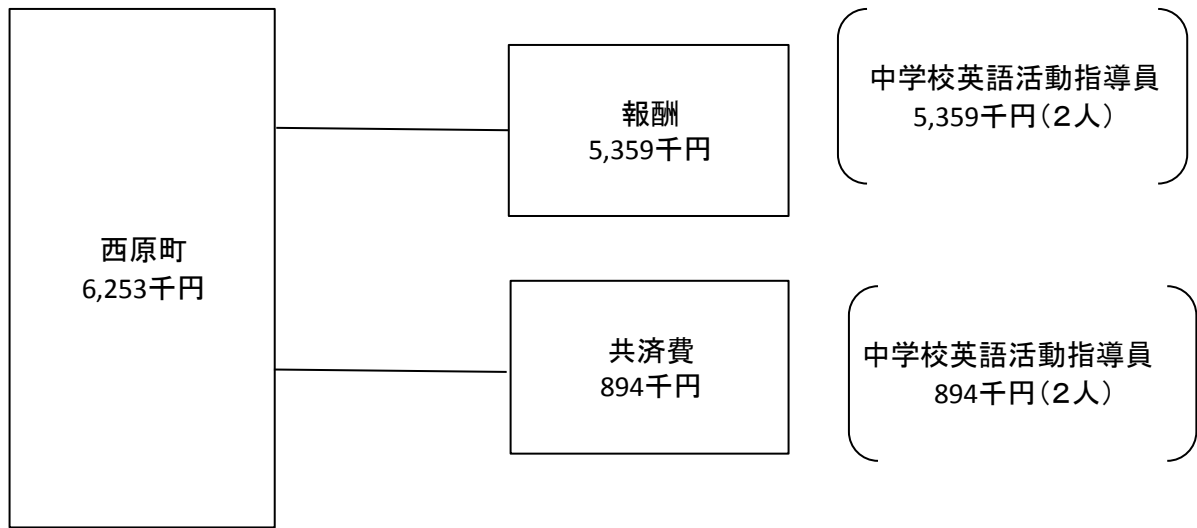 西原町
6,253千円
報酬
5,359千円
中学校英語活動指導員
5,359千円(２人)
共済費
894千円
中学校英語活動指導員
894千円(２人)